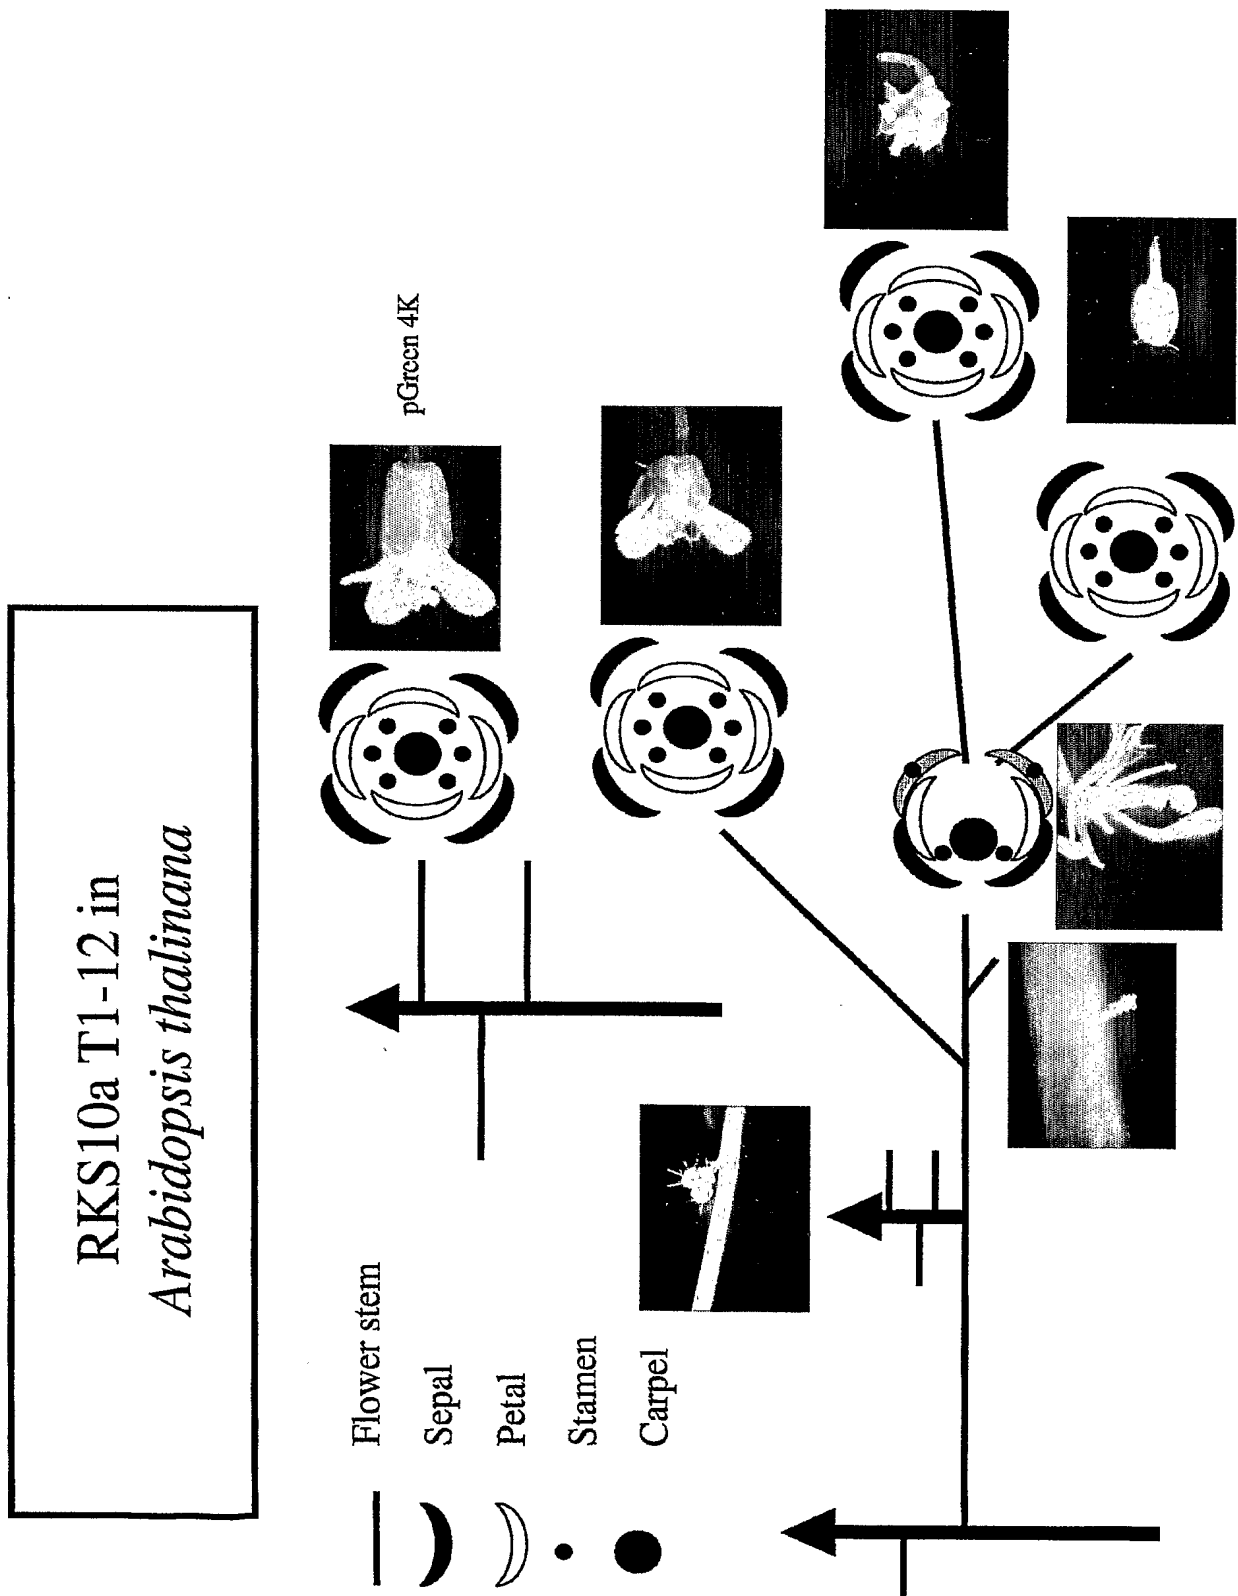 RKS10a T1-12 in
Arabidopsis thalinana
Flower stem
Sepal
Petal
Stamen
Carpel
pGreen 4K